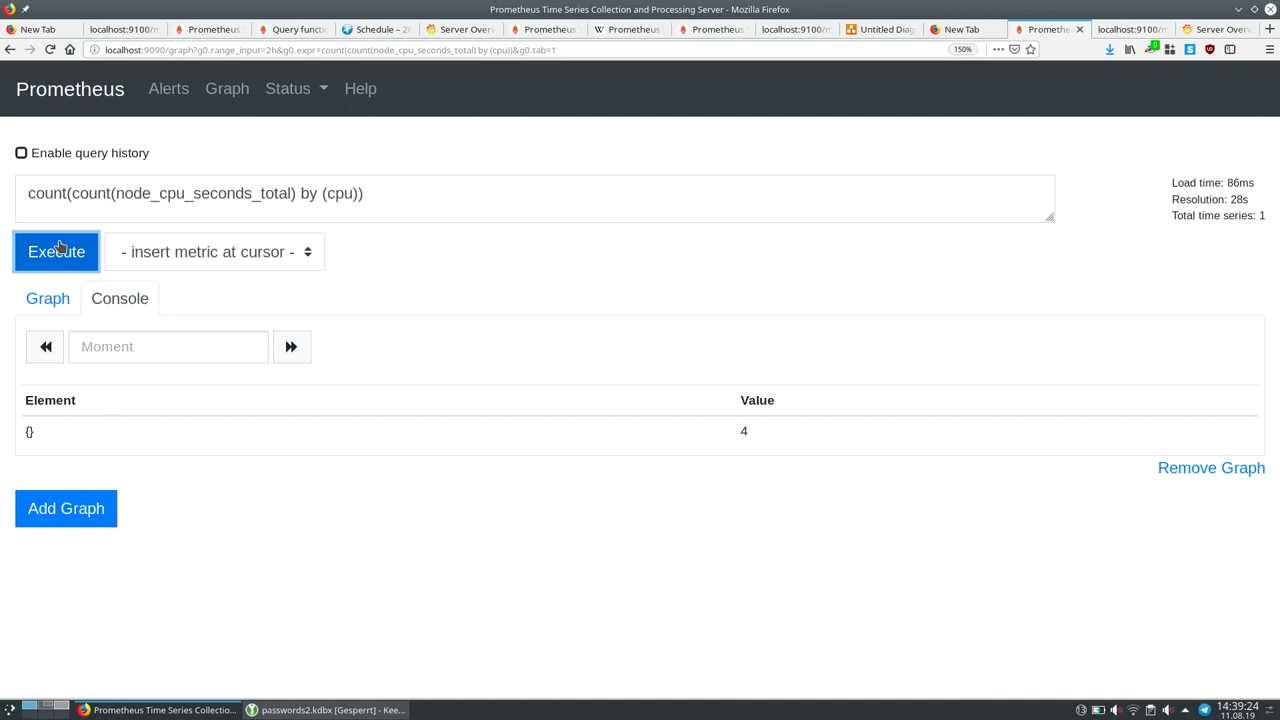 Prometheus Time Series Collection and Processing Server - Mozilla Firefox
New Tab
localhost:9100/
Prometheus
Query function
Schedule – 2
Server Ove
Prometheus
Prometheus
Prometheus
localhost:9100/m
Untitled Diag
New Tab
Promethe
localhost:9100/m
Server Over
localhost:9090/graph?g0.range_input=2h&g0.expr=count(count(node_cpu_seconds_total) by (cpu))&g0.tab=1
150%
0
Prometheus
Alerts
Graph
Status
Help
Enable query history
count(count(node_cpu_seconds_total) by (cpu))
Load time: 86ms
Resolution: 28s
Total time series: 1
Execute
- insert metric at cursor -
Graph
Console
Moment
Element
Value
{}
4
Remove Graph
Add Graph
Prometheus Time Series Collectio...
passwords2.kdbx [Gesperrt] - Kee...
14:39:24
11.08.19